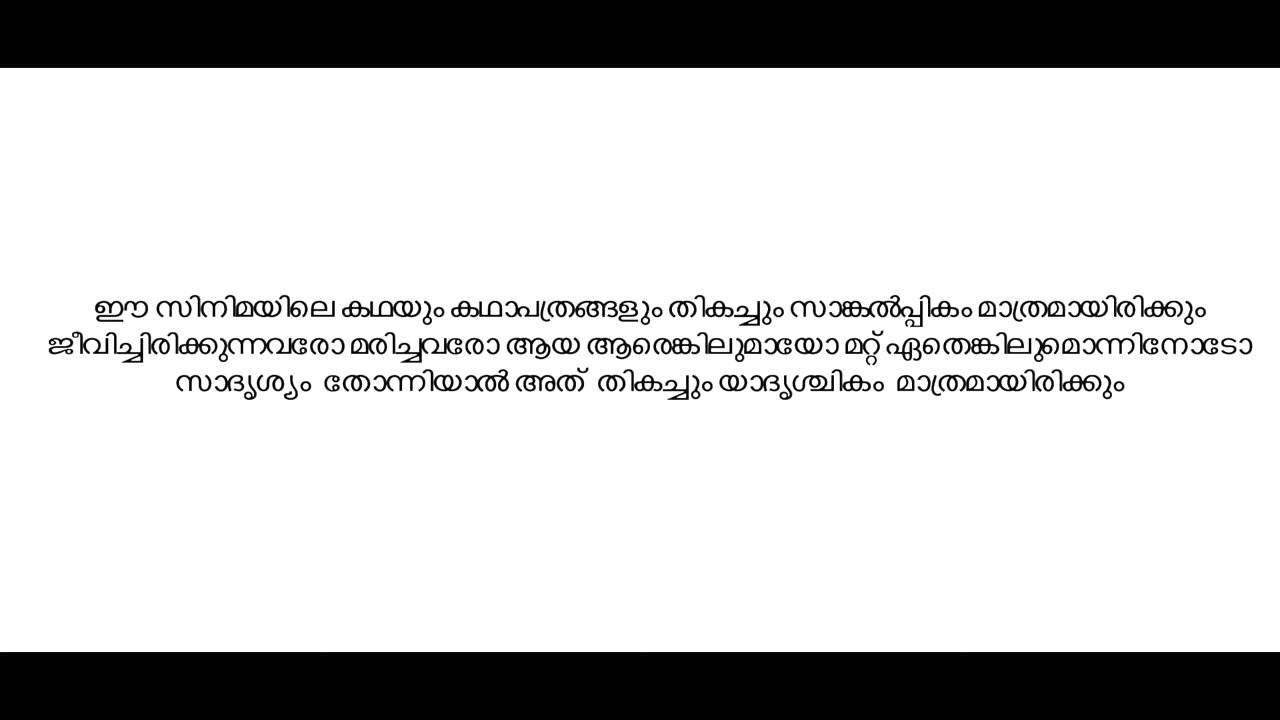 ഈ സിനിമയിലെ കഥയും കഥാപത്രങ്ങളും തികച്ചും സാങ്കൽപ്പികം മാത്രമായിരിക്കും
ജീവിച്ചിരിക്കുന്നവരോ മരിച്ചവരോ ആയ ആരെങ്കിലുമായോ മറ്റ് ഏതെങ്കിലുമൊന്നിനോടോ
സാദൃശ്യം തോന്നിയാൽ അത് തികച്ചും യാദൃശ്ചികം മാത്രമായിരിക്കും